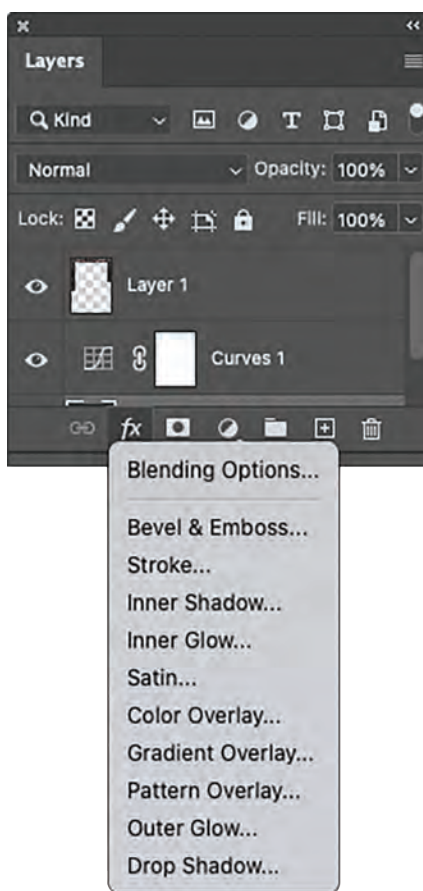 Layers
Kind
Normal Opacity: 100%
Lock: Fill: 100%
Layer 1
Curves 1
fx
Blending Options...
Bevel & Emboss...
Stroke...
Inner Shadow...
Inner Glow...
Satin...
Color Overlay...
Gradient Overlay...
Pattern Overlay...
Outer Glow...
Drop Shadow...